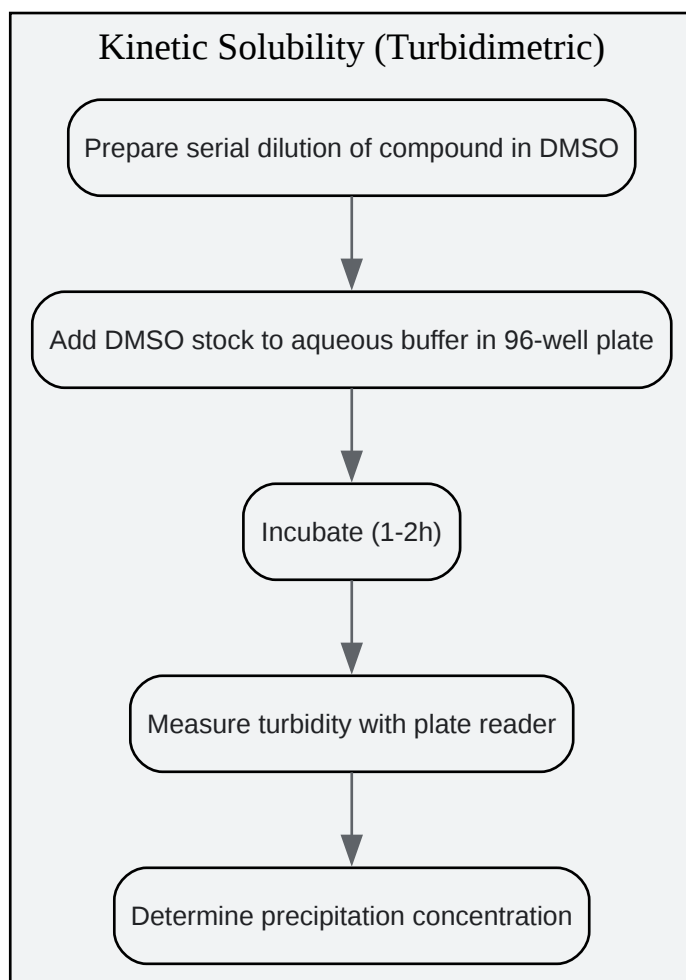 Kinetic Solubility (Turbidimetric)
Prepare serial dilution of compound in DMSO
Add DMSO stock to aqueous buffer in 96-well plate
Incubate (1-2h)
Measure turbidity with plate reader
Determine precipitation concentration